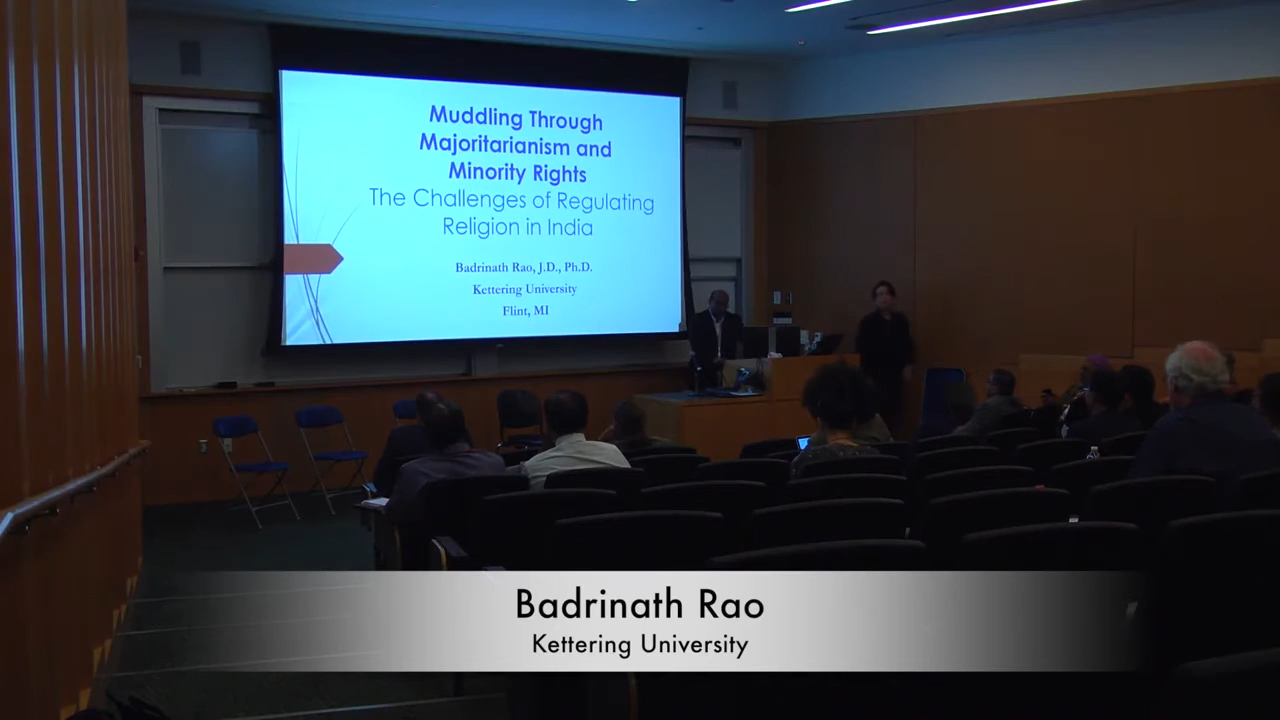 Muddling Through
Majoritarianism and
Minority Rights
The Challenges of Regulating
Religion in India
Badrinath Rao, J.D., Ph.D.
Kettering University
Flint, MI
Badrinath Rao
Kettering University